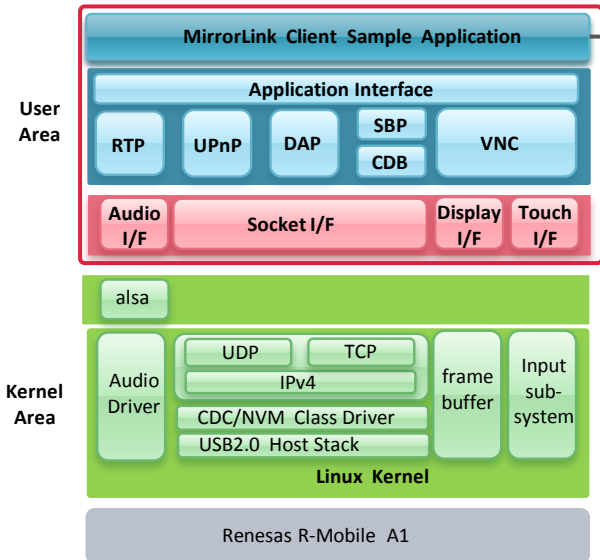 MirrorLink Client Sample Application
User
Area
Application Interface
RTP
UPnP
DAP
SBP
CDB
VNC
Audio
I/F
Socket I/F
Display
I/F
Touch
I/F
alsa
Kernel
Area
Audio
Driver
UDP
TCP
IPv4
CDC/NVM Class Driver
USB2.0 Host Stack
frame
buffer
Input
sub-
system
Linux Kernel
Renesas R-Mobile A1